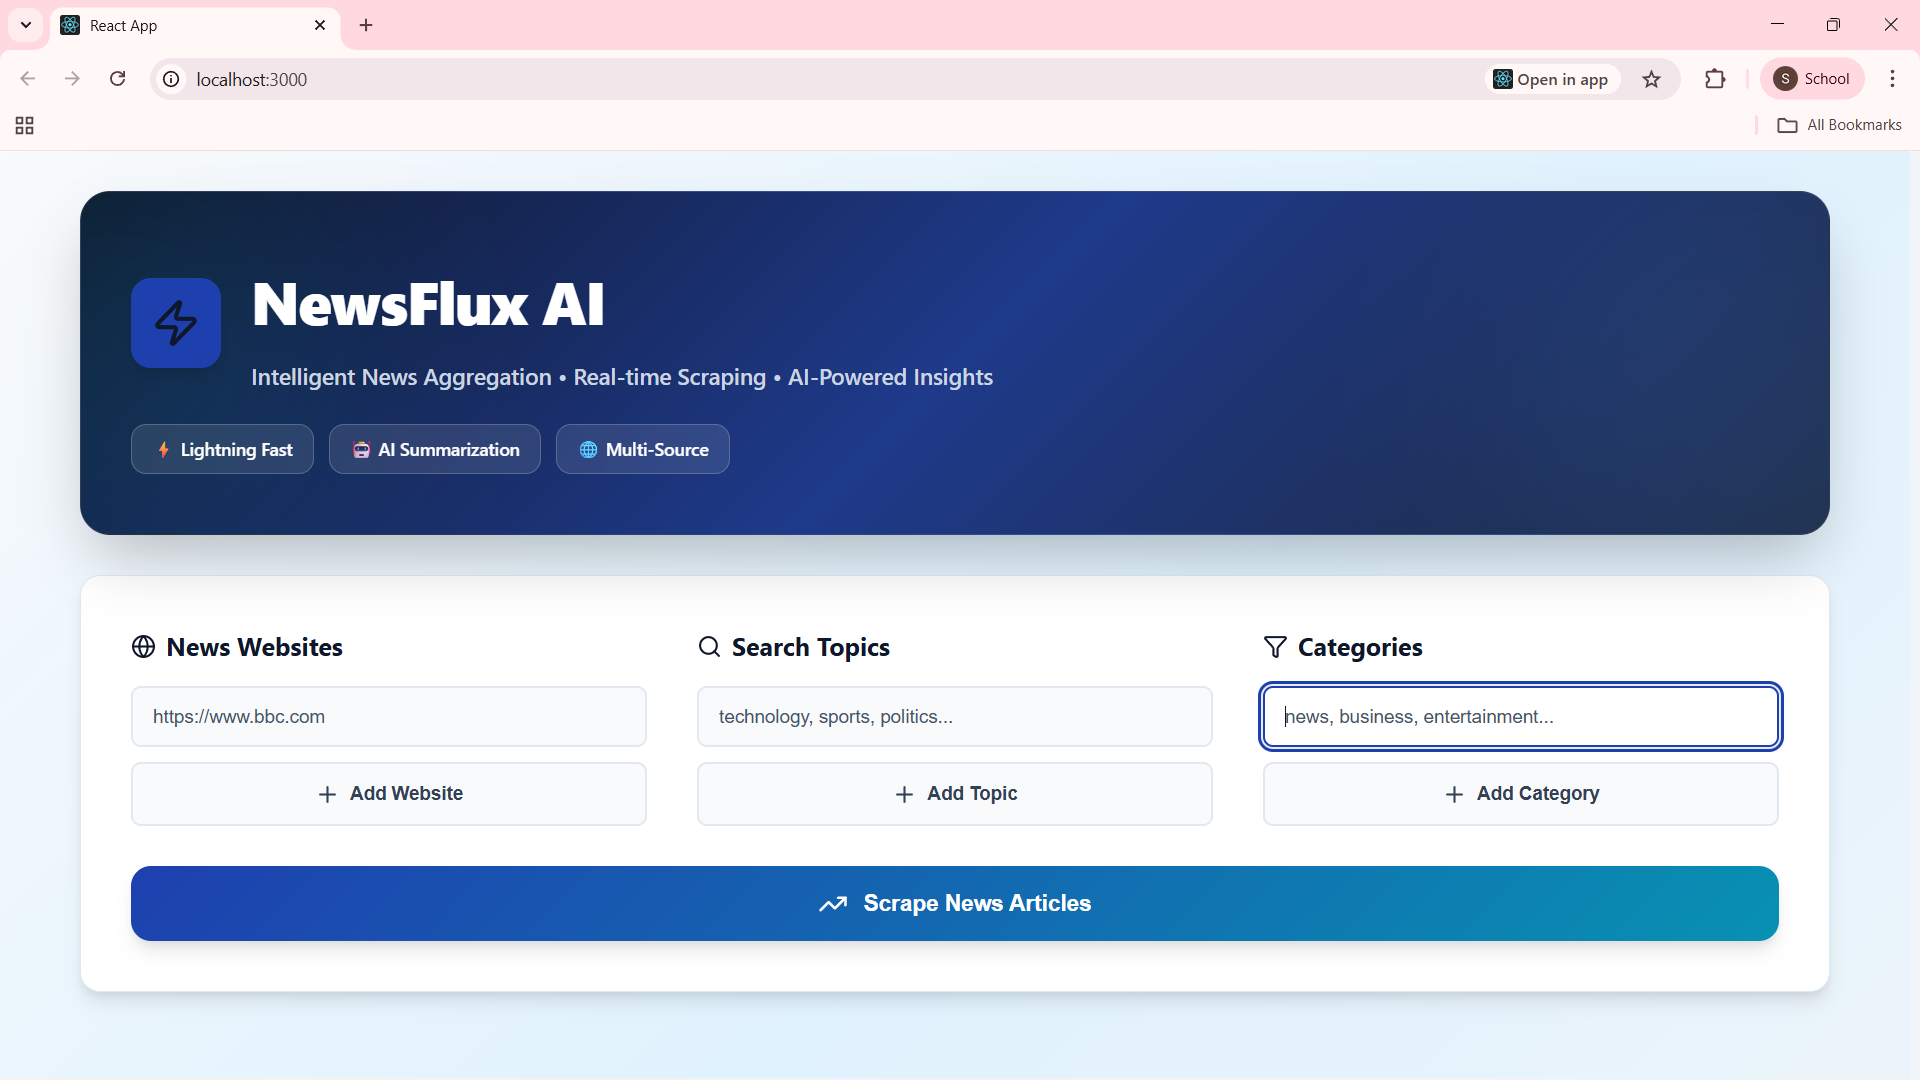 React App
localhost:3000
Open in app
S
School
All Bookmarks
NewsFlux AI
Intelligent News Aggregation • Real-time Scraping • AI-Powered Insights
Lightning Fast
AI Summarization
Multi-Source
News Websites
Search Topics
Categories
https://www.bbc.com
technology, sports, politics...
news, business, entertainment...
+ Add Website
+ Add Topic
+ Add Category
Scrape News Articles